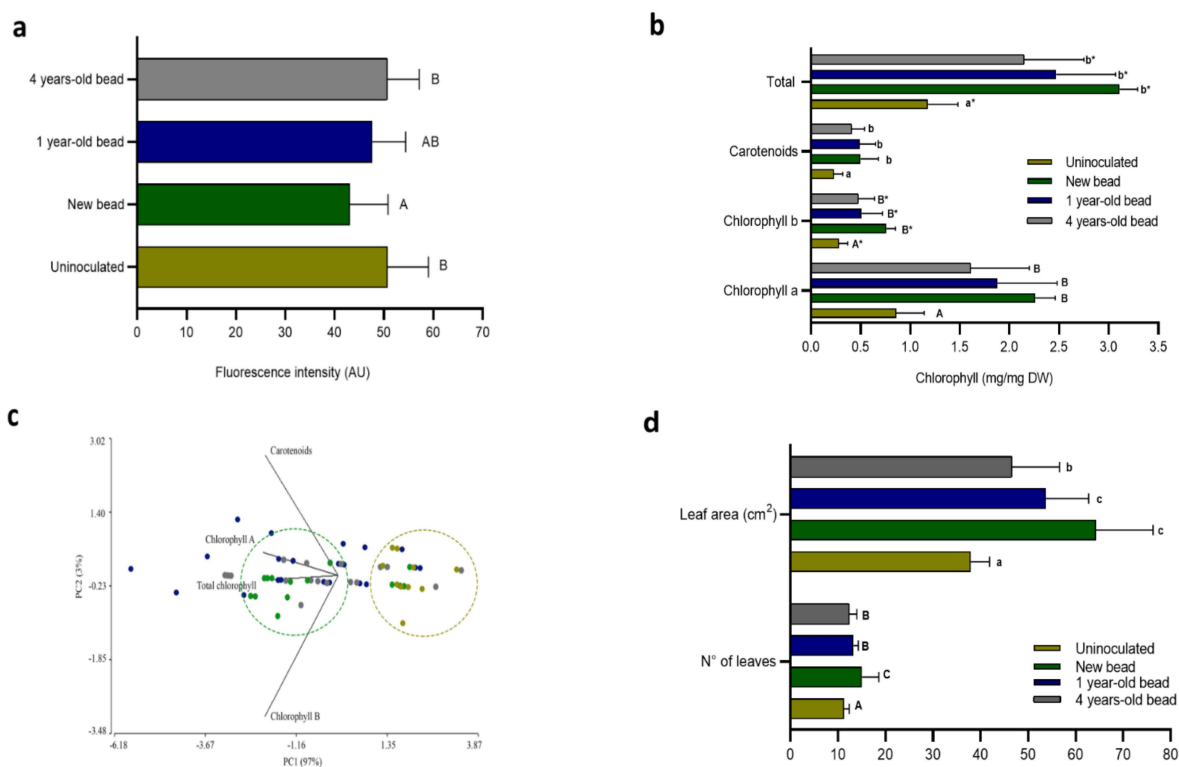 a
4 years-old bead
B
1 year-old bead
AB
New bead
A
Uninoculated
B
0 10 20 30 40 50 60 70
Fluorescence intensity (AU)
b
b*
Total
b*
b*
a*
b
Carotenoids
b
b
a
B*
Chlorophyll b
B*
B*
A*
B
Chlorophyll a
B
B
A
Uninoculated
New bead
1 year-old bead
4 years-old bead
0.0 0.5 1.0 1.5 2.0 2.5 3.0 3.5
Chlorophyll (mg/mg DW)
c
3.02
1.40
-0.23
-1.85
-3.48
PC2 (3%)
Carotenoids
Chlorophyll A
Total chlorophyll
Chlorophyll B
-6.18 -3.67 -1.16 1.35 3.87
PC1 (97%)
d
b
Leaf area (cm²)
c
c
a
B
N° of leaves
B
C
A
Uninoculated
New bead
1 year-old bead
4 years-old bead
0 10 20 30 40 50 60 70 80